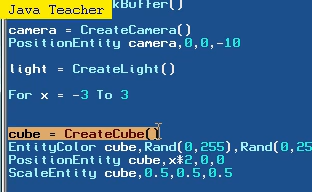 Java Teacher
kBuffer()
camera = CreateCamera()
PositionEntity camera,0,0,-10
light = CreateLight()
For x = -3 To 3
cube = CreateCube()
EntityColor cube,Rand(0,255),Rand(0,25
PositionEntity cube,x*2,0,0
ScaleEntity cube,0.5,0.5,0.5